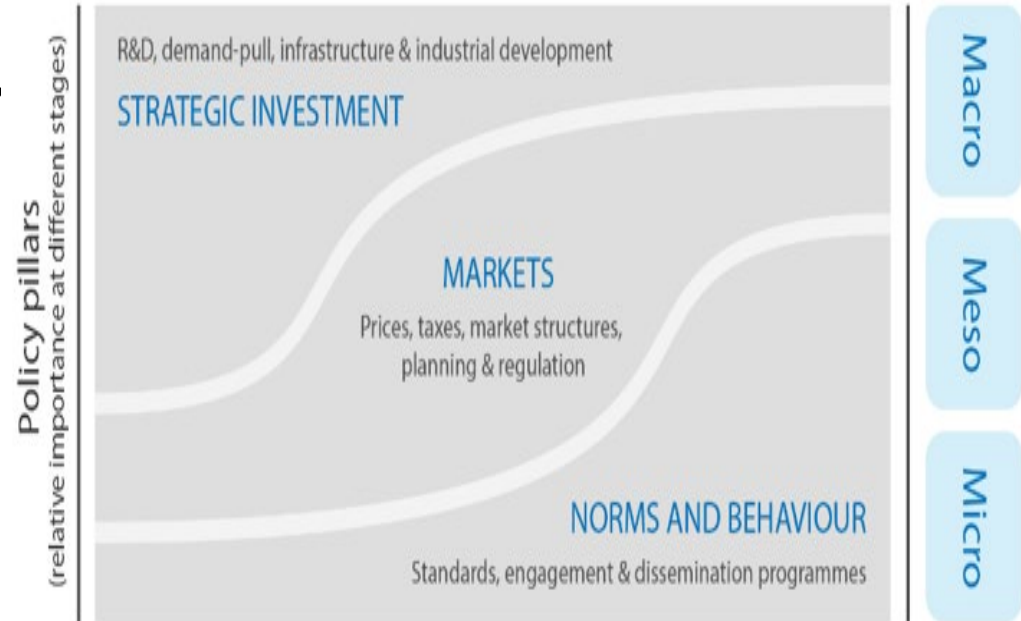 Policy pillars
(relative importance at different stages)
R&D, demand-pull, infrastructure & industrial development
STRATEGIC INVESTMENT
MARKETS
Prices, taxes, market structures,
planning & regulation
NORMS AND BEHAVIOUR
Standards, engagement & dissemination programmes
Macro
Meso
Micro